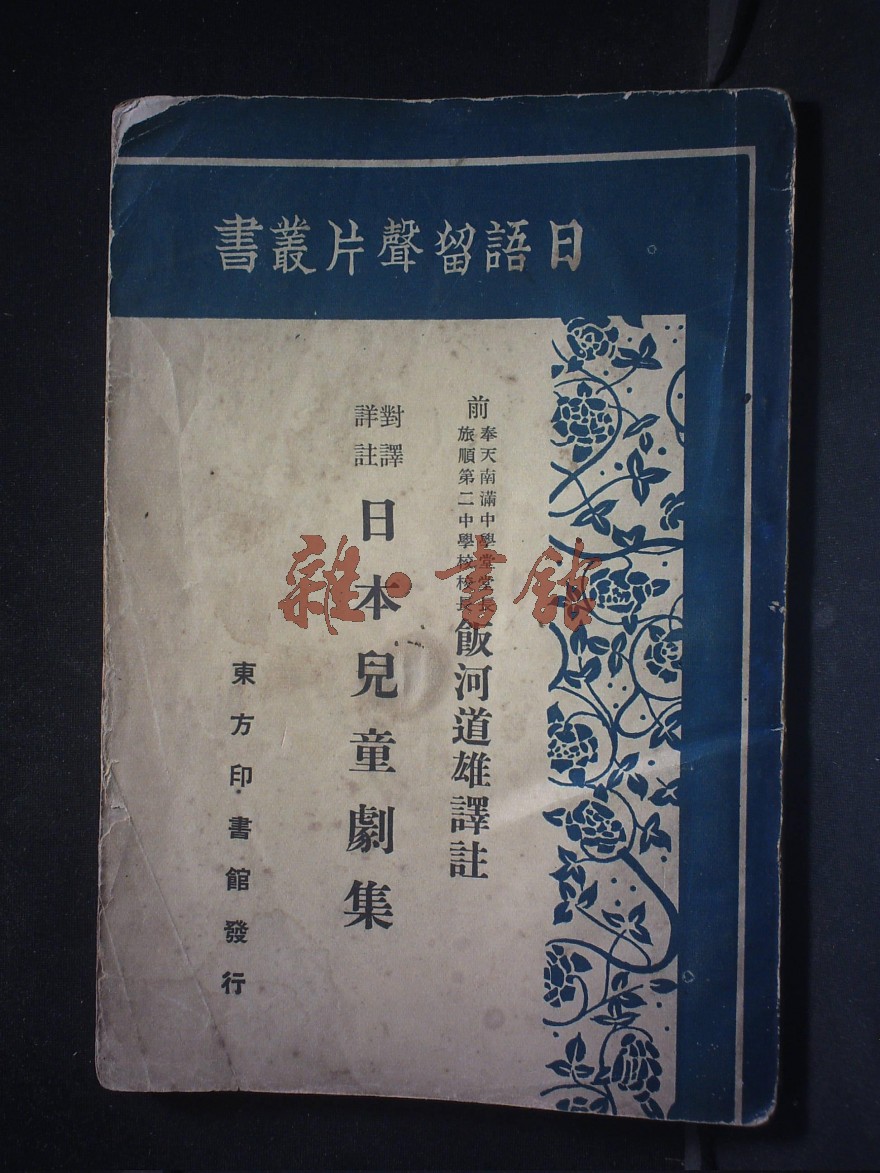 日語留聲片叢書
前
奉天南滿中學堂堂長
旅順第二中學校校長
飯河道雄譯註
對譯
詳註
日本兒童劇集
東方印書館發行
雜·書館